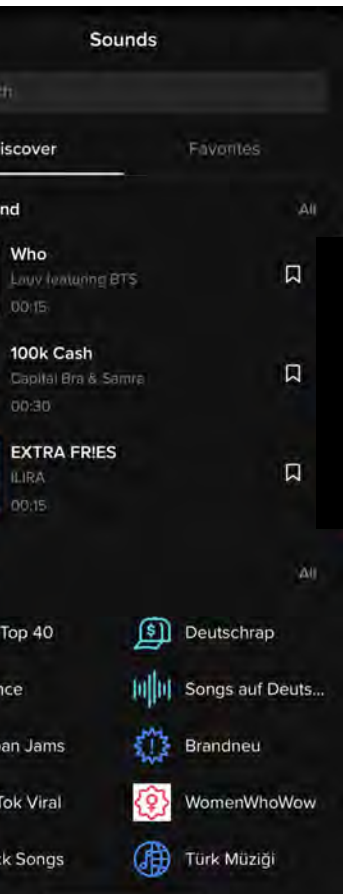 Sounds
ch
iscover
Favorites
nd
All
Who
Lauv featuring BTS
00:15
100k Cash
Capital Bra & Samra
00:30
EXTRA FR!ES
ILIRA
00:15
All
Top 40
Deutschrap
nce
Songs auf Deuts...
an Jams
Brandneu
Tok Viral
WomenWhoWow
k Songs
Türk Müziği